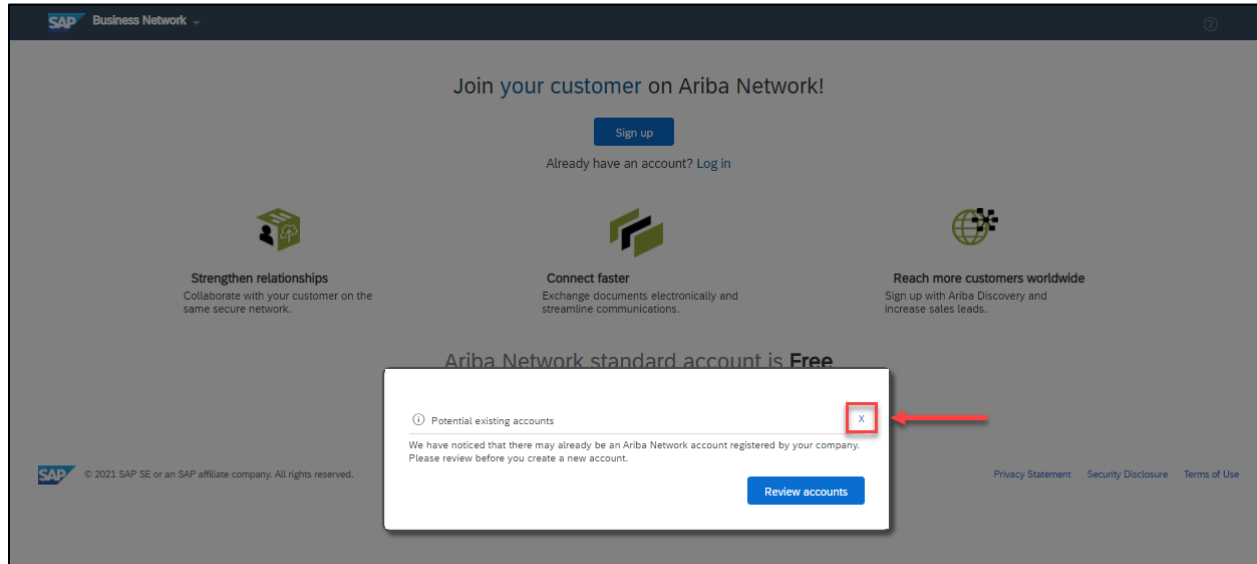 SAP Business Network
Join your customer on Ariba Network!
Sign up
Already have an account? Log in
Strengthen relationships
Collaborate with your customer on the
same secure network.
Connect faster
Exchange documents electronically and
streamline communications.
Reach more customers worldwide
Sign up with Ariba Discovery and
increase sales leads.
Ariba Network standard account is Free
Potential existing accounts X
We have noticed that there may already be an Ariba Network account registered by your company.
Please review before you create a new account.
Review accounts
SAP © 2021 SAP SE or an SAP affiliate company. All rights reserved.
Privacy Statement Security Disclosure Terms of Use